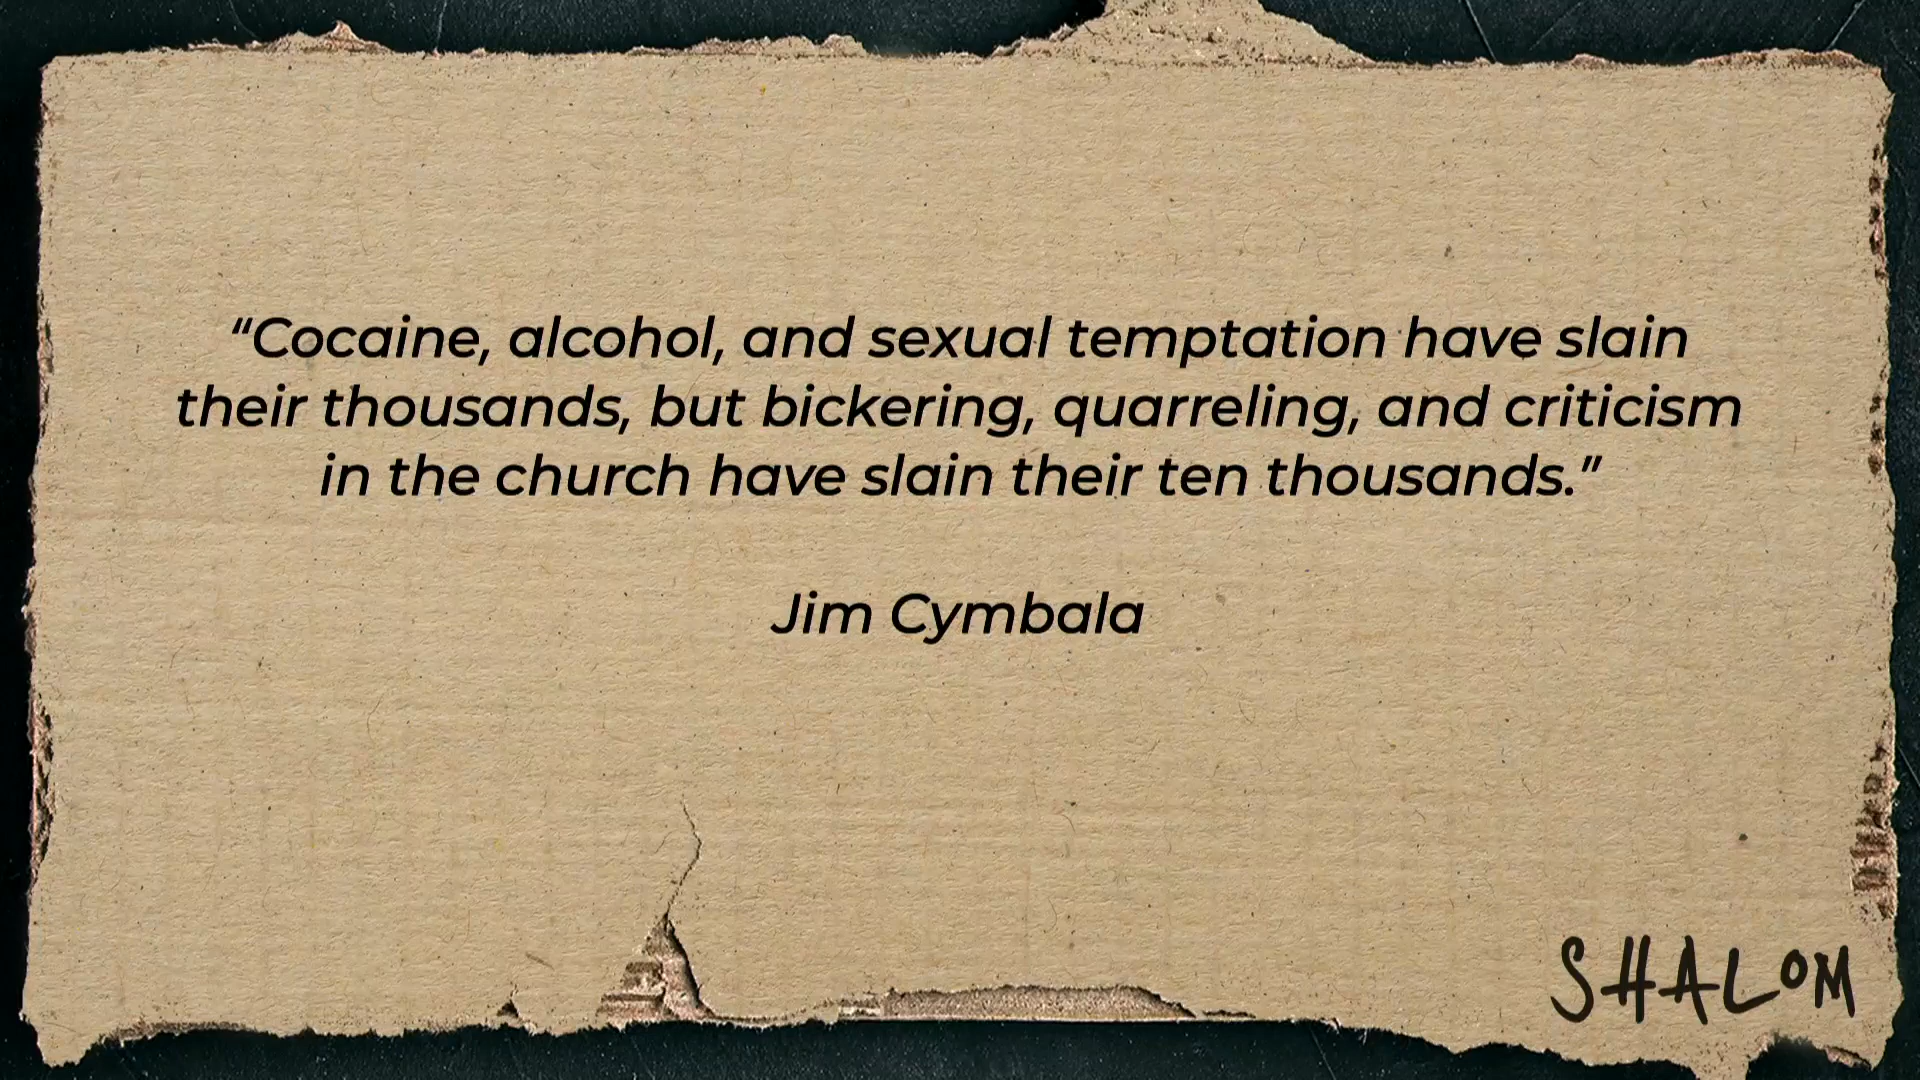 “Cocaine, alcohol, and sexual temptation have slain
their thousands, but bickering, quarreling, and criticism
in the church have slain their ten thousands.”
Jim Cymbala
SHALOM